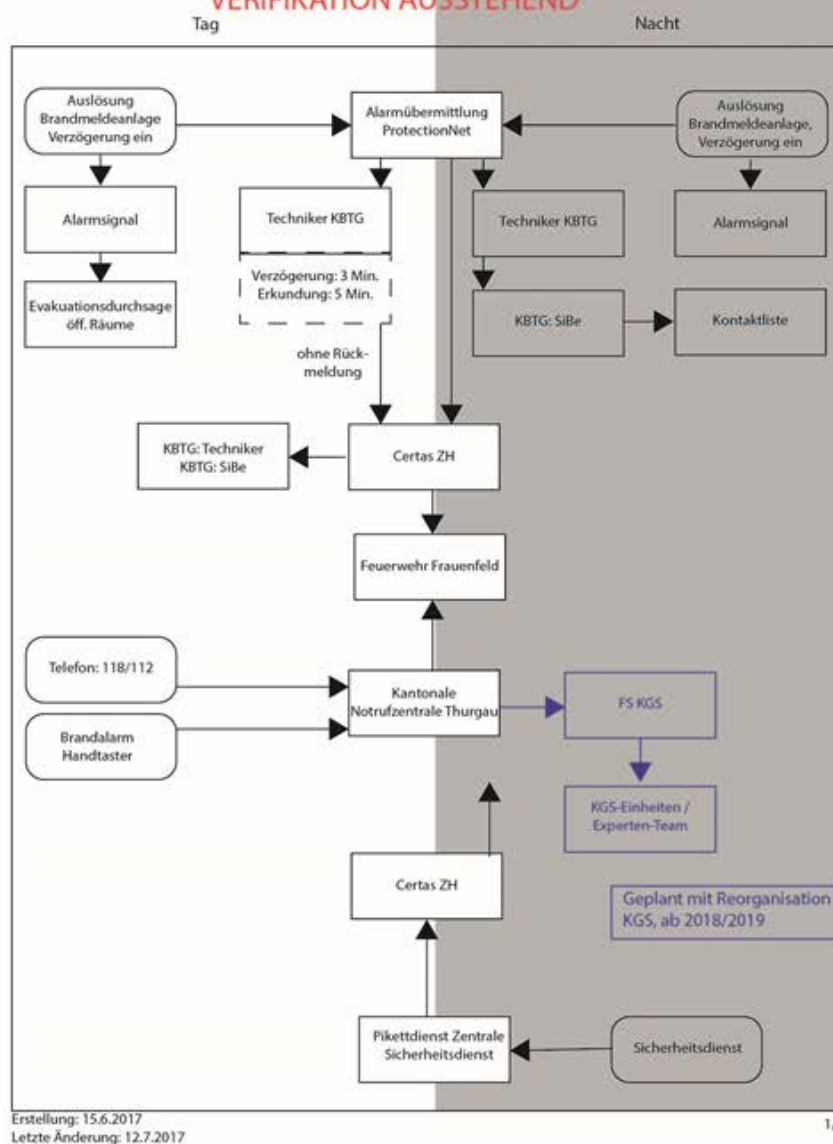 VERIFIKATION AUSSTEHEND
Tag
Nacht
Auslösung
Brandmeldeanlage
Verzögerung ein
Alarmübermittlung
ProtectionNet
Auslösung
Brandmeldeanlage,
Verzögerung ein
Alarmsignal
Techniker KBTG
Techniker KBTG
Alarmsignal
Verzögerung: 3 Min.
Erkundung: 5 Min.
Evakuationsdurchsage
öff. Räume
KBTG: SiBe
Kontaktliste
ohne Rück-
meldung
KBTG: Techniker
KBTG: SiBe
Certas ZH
Feuerwehr Frauenfeld
Telefon: 118/112
Kantonale
Notrufzentrale Thurgau
FS KGS
Brandalarm
Handtaster
KGS-Einheiten /
Experten-Team
Certas ZH
Geplant mit Reorganisation
KGS, ab 2018/2019
Pikettdienst Zentrale
Sicherheitsdienst
Sicherheitsdienst
Erstellung: 15.6.2017
Letzte Änderung: 12.7.2017